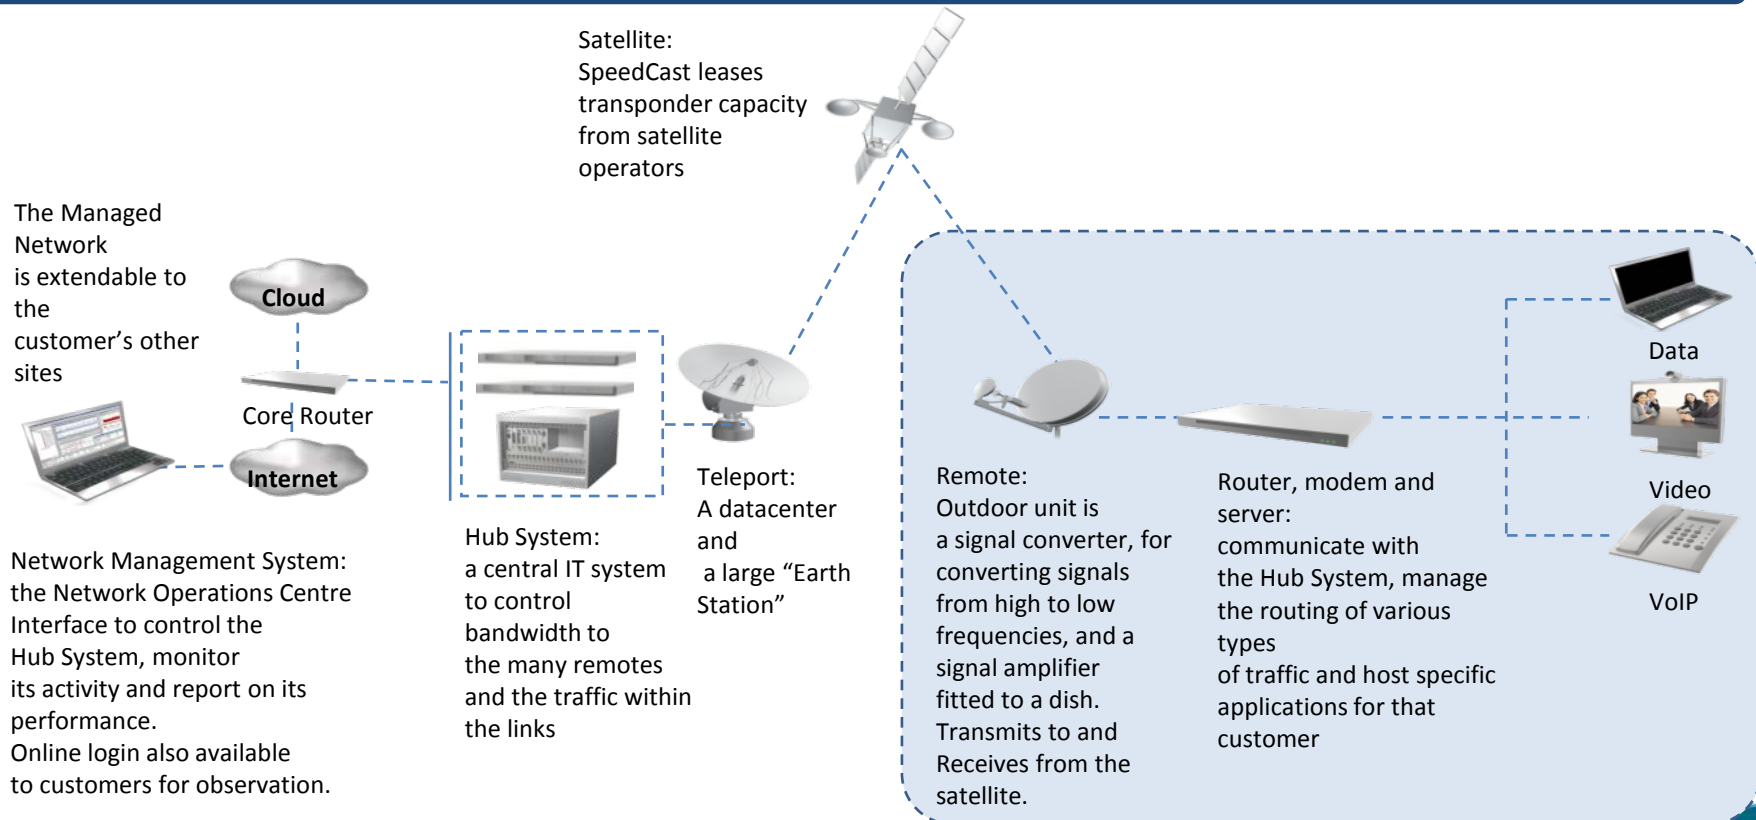 Satellite:
SpeedCast leases
transponder capacity
from satellite
operators
The Managed
Network
is extendable to
the
customer’s other
sites
Cloud
Core Router
Internet
Network Management System:
the Network Operations Centre
Interface to control the
Hub System, monitor
its activity and report on its
performance.
Online login also available
to customers for observation.
Hub System:
a central IT system
to control
bandwidth to
the many remotes
and the traffic within
the links
Teleport:
A datacenter
and
a large “Earth
Station”
Remote:
Outdoor unit is
a signal converter, for
converting signals
from high to low
frequencies, and a
signal amplifier
fitted to a dish.
Transmits to and
Receives from the
satellite.
Router, modem and
server:
communicate with
the Hub System, manage
the routing of various
types
of traffic and host specific
applications for that
customer
Data
Video
VoIP